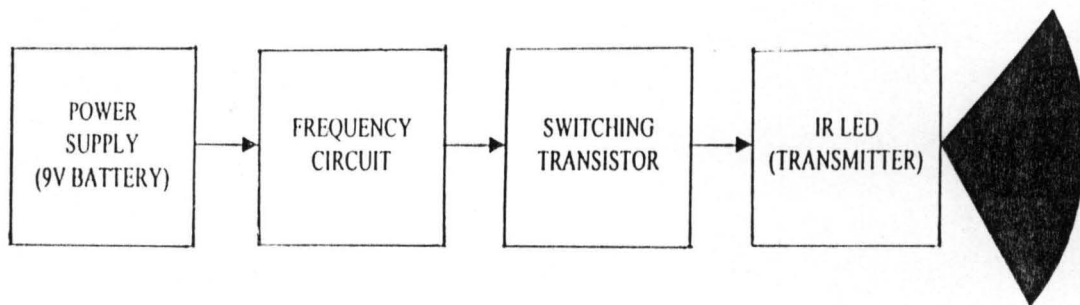 POWER
SUPPLY
(9V BATTERY)
FREQUENCY
CIRCUIT
SWITCHING
TRANSISTOR
IR LED
(TRANSMITTER)